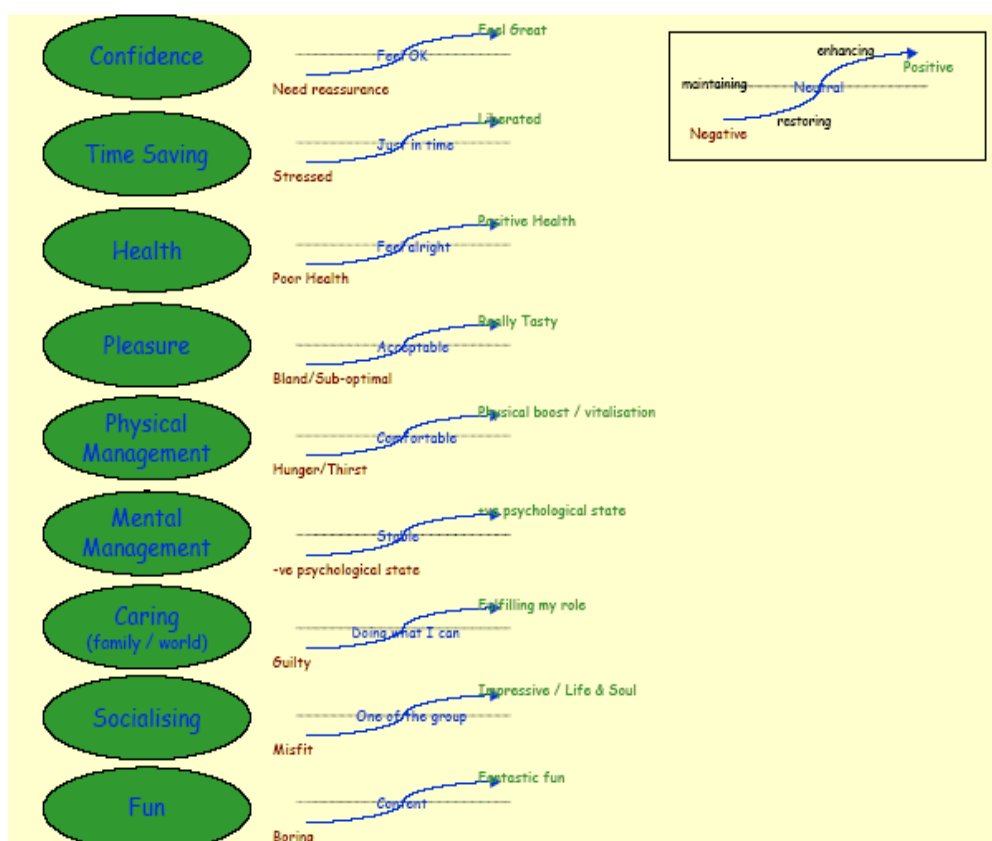 Confidence
Feel Great
Feel OK
Need reassurance
enhancing
Positive
maintaining
Neutral
restoring
Negative
Time Saving
Liberated
Just in time
Stressed
Health
Positive Health
Feel alright
Poor Health
Pleasure
Really Tasty
Acceptable
Bland/Sub-optimal
Physical
Management
Physical boost / vitalisation
Comfortable
Hunger/Thirst
Mental
Management
+ve psychological state
Stable
-ve psychological state
Caring
(family / world)
Fulfilling my role
Doing what I can
Guilty
Socialising
Impressive / Life & Soul
One of the group
Misfit
Fun
Fantastic fun
Content
Boring